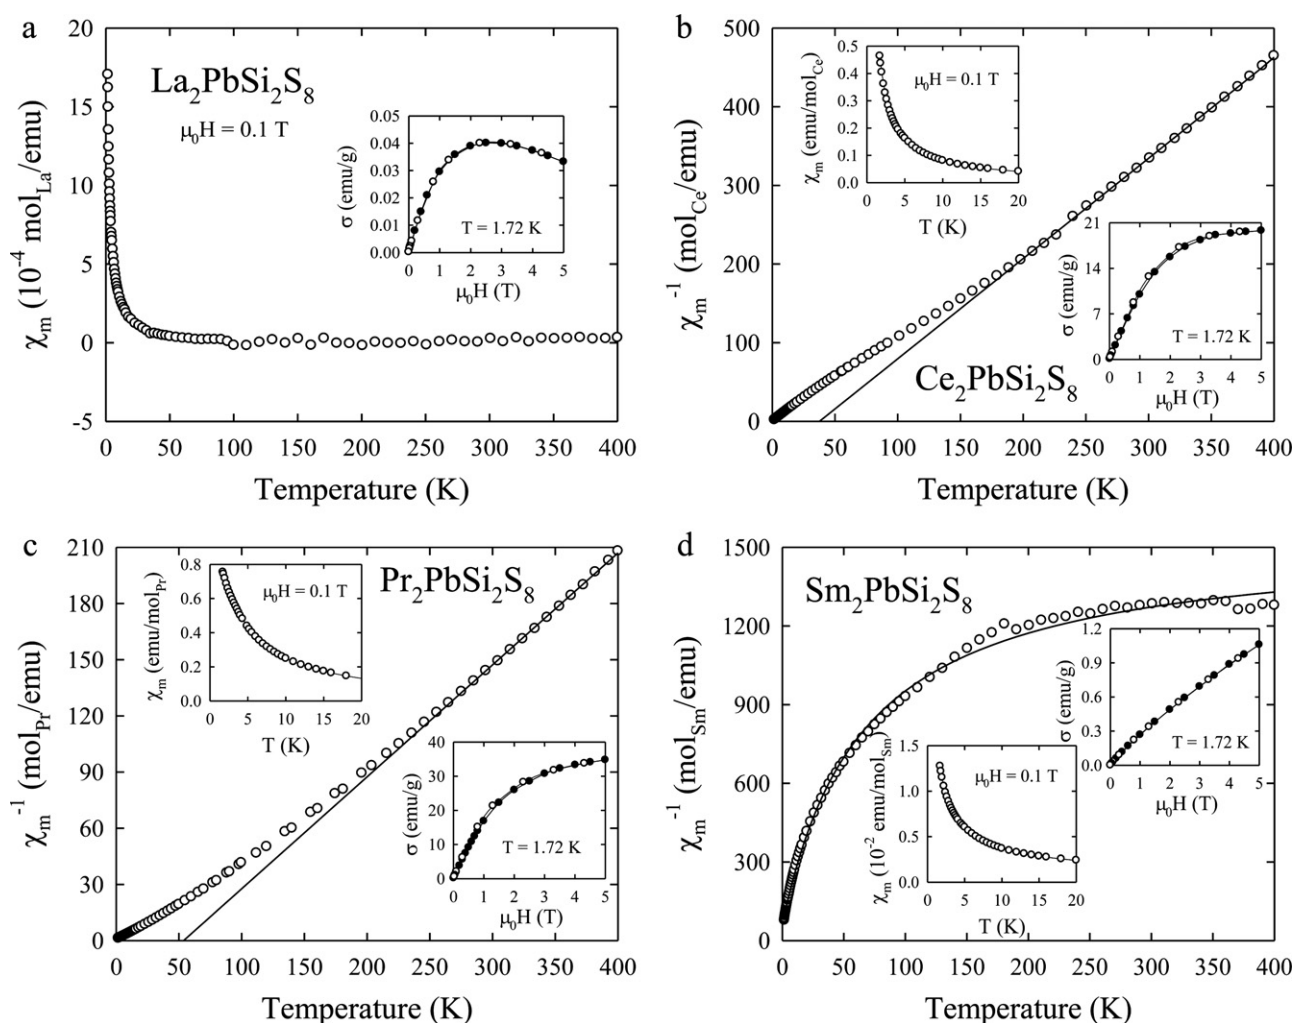 a
La₂PbSi₂S₈
μ₀H = 0.1 T
χₘ (10⁻⁴ mol_La/emu)
20
15
10
5
0
-5
0 50 100 150 200 250 300 350 400
Temperature (K)
σ (emu/g)
0.05
0.04
0.03
0.02
0.01
0.00
T = 1.72 K
0 1 2 3 4 5
μ₀H (T)
b
Ce₂PbSi₂S₈
χₘ⁻¹ (mol_Ce/emu)
500
400
300
200
100
0
0 50 100 150 200 250 300 350 400
Temperature (K)
χₘ (emu/mol_Ce)
0.5
0.4
0.3
0.2
0.1
0.0
μ₀H = 0.1 T
0 5 10 15 20
T (K)
σ (emu/g)
21
14
7
0
T = 1.72 K
0 1 2 3 4 5
μ₀H (T)
c
Pr₂PbSi₂S₈
χₘ⁻¹ (mol_Pr/emu)
210
180
150
120
90
60
30
0
0 50 100 150 200 250 300 350 400
Temperature (K)
χₘ (emu/mol_Pr)
0.8
0.6
0.4
0.2
0.0
μ₀H = 0.1 T
0 5 10 15 20
T (K)
σ (emu/g)
40
30
20
10
0
T = 1.72 K
0 1 2 3 4 5
μ₀H (T)
d
Sm₂PbSi₂S₈
χₘ⁻¹ (mol_Sm/emu)
1500
1200
900
600
300
0
0 50 100 150 200 250 300 350 400
Temperature (K)
σ (emu/g)
1.2
0.9
0.6
0.3
0.0
T = 1.72 K
0 1 2 3 4 5
μ₀H (T)
χₘ (10⁻² emu/mol_Sm)
1.5
1.0
0.5
0.0
μ₀H = 0.1 T
0 5 10 15 20
T (K)